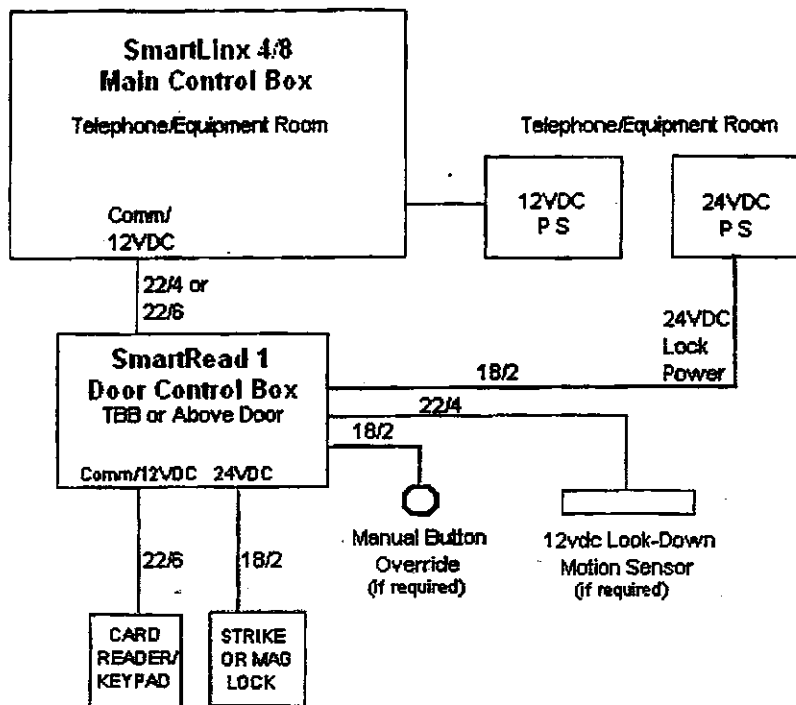 SmartLinx 4/8
Main Control Box
Telephone/Equipment Room
Comm/
12VDC
Telephone/Equipment Room
12VDC
P S
24VDC
P S
22/4 or
22/6
24VDC
Lock
Power
SmartRead 1
Door Control Box
TBB or Above Door
Comm/12VDC 24VDC
18/2
22/4
18/2
Manual Button
Override
(if required)
12vdc Look-Down
Motion Sensor
(if required)
22/6
18/2
CARD
READER/
KEYPAD
STRIKE
OR MAG
LOCK